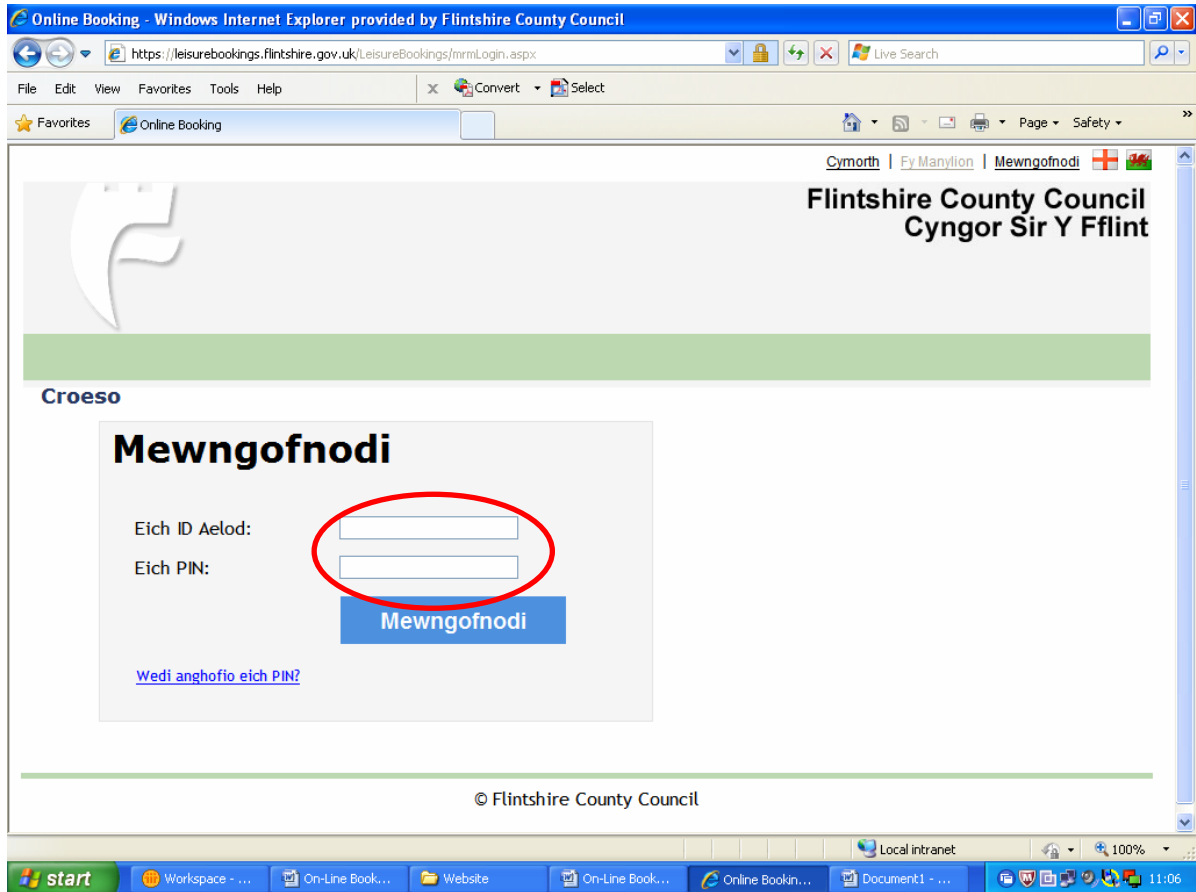 Online Booking - Windows Internet Explorer provided by Flintshire County Council
https://leisurebookings.flintshire.gov.uk/LeisureBookings/mrmLogin.aspx
Live Search
File Edit View Favorites Tools Help x Convert Select
Favorites Online Booking Page Safety »
Cymorth | Fy Manylion | Mewngofnodi
Flintshire County Council
Cyngor Sir Y Fflint
Croeso
Mewngofnodi
Eich ID Aelod:
Eich PIN:
Mewngofnodi
Wedi anghofio eich PIN?
© Flintshire County Council
Local intranet 100%
start Workspace - ... On-Line Book... Website On-Line Book... Online Bookin... Document1 - ... 11:06